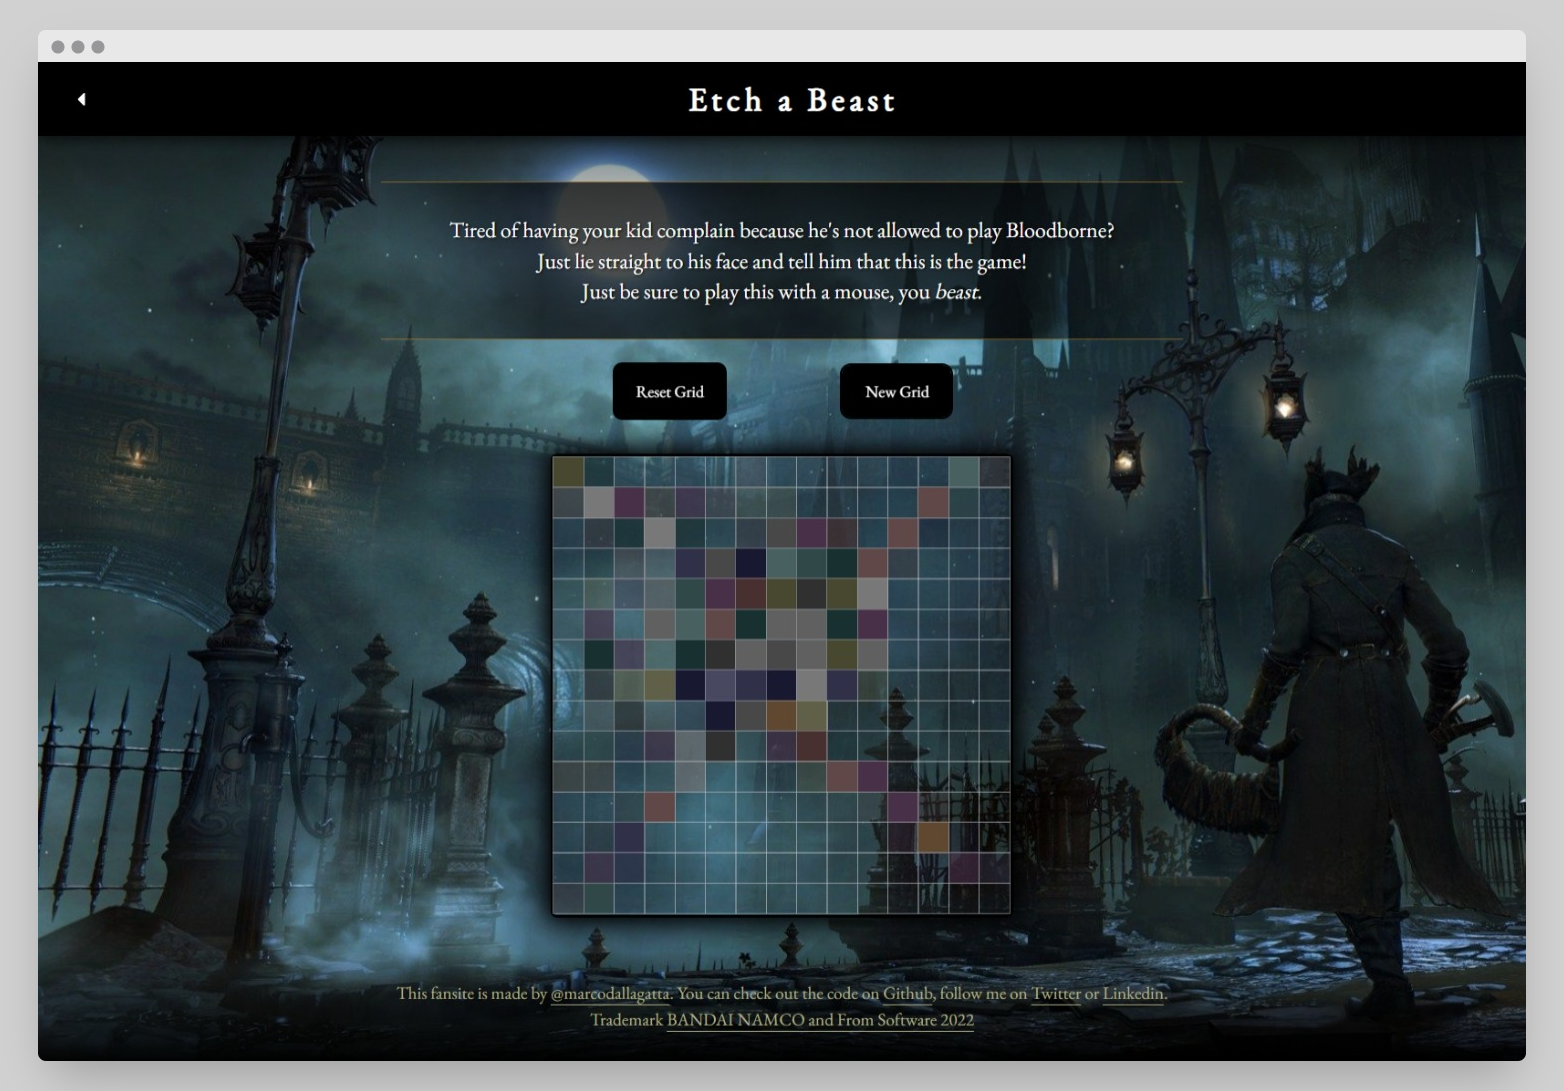 Etch a Beast
Tired of having your kid complain because he's not allowed to play Bloodborne?
Just lie straight to his face and tell him that this is the game!
Just be sure to play this with a mouse, you beast.
Reset Grid
New Grid
This fansite is made by @marcodallagatta. You can check out the code on Github, follow me on Twitter or Linkedin.
Trademark BANDAI NAMCO and From Software 2022